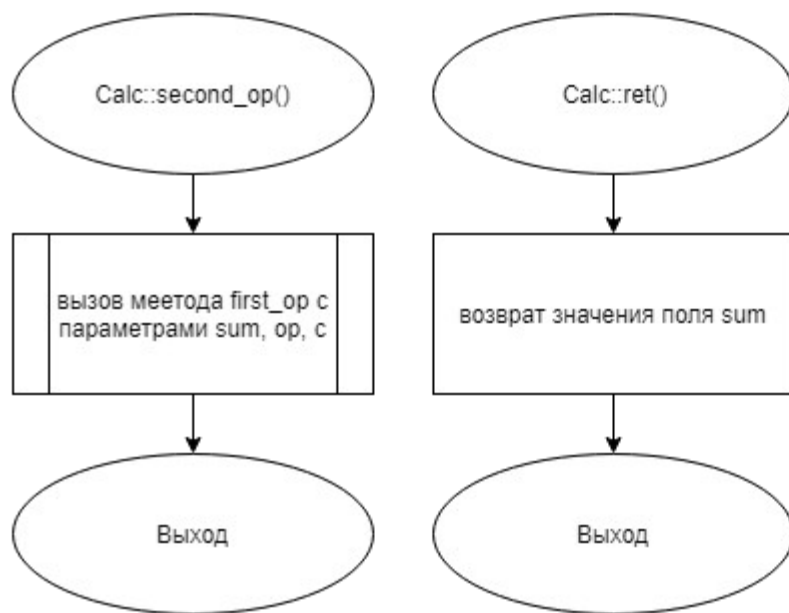 Calc::second_op()
вызов меетода first_op с
параметрами sum, op, c
Выход
Calc::ret()
возврат значения поля sum
Выход